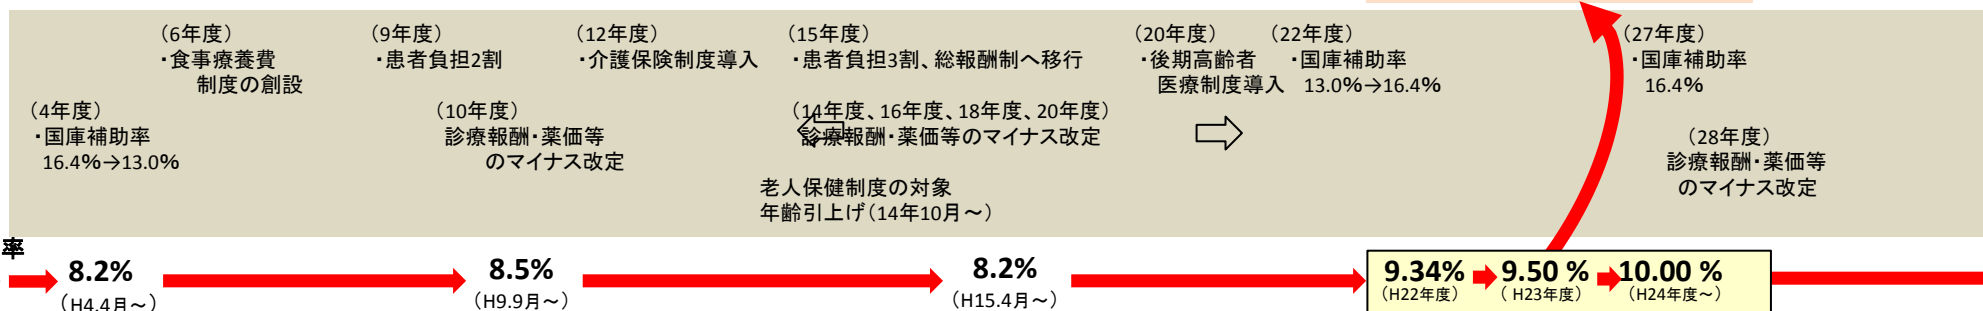 (6年度)
・食事療養費
制度の創設
(9年度)
・患者負担2割
(12年度)
・介護保険制度導入
(15年度)
・患者負担3割、総報酬制へ移行
(20年度)
・後期高齢者
医療制度導入
(22年度)
・国庫補助率
13.0%→16.4%
(27年度)
・国庫補助率
16.4%
(4年度)
・国庫補助率
16.4%→13.0%
(10年度)
診療報酬・薬価等
のマイナス改定
(14年度、16年度、18年度、20年度)
診療報酬・薬価等のマイナス改定
(28年度)
診療報酬・薬価等
のマイナス改定
老人保健制度の対象
年齢引上げ(14年10月~)
率
8.2%
(H4.4月~)
8.5%
(H9.9月~)
8.2%
(H15.4月~)
9.34%
(H22年度)
9.50 %
( H23年度)
10.00 %
(H24年度~)